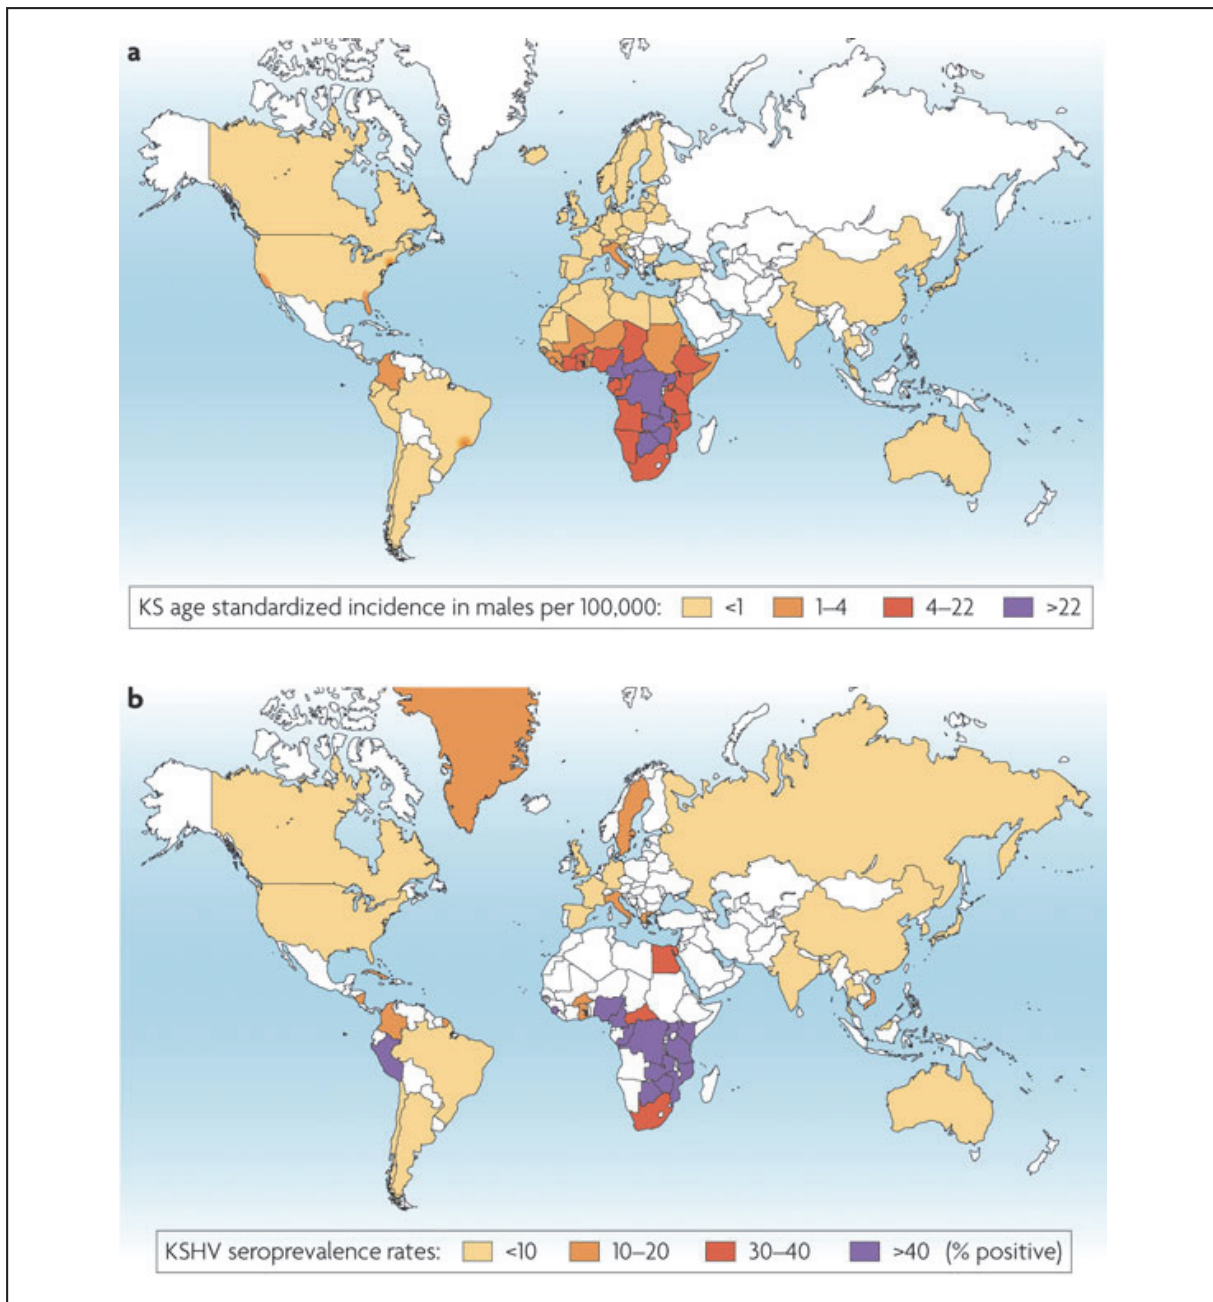 a
KS age standardized incidence in males per 100,000: <1 1–4 4–22 >22
b
KSHV seroprevalence rates: <10 10–20 30–40 >40 (% positive)